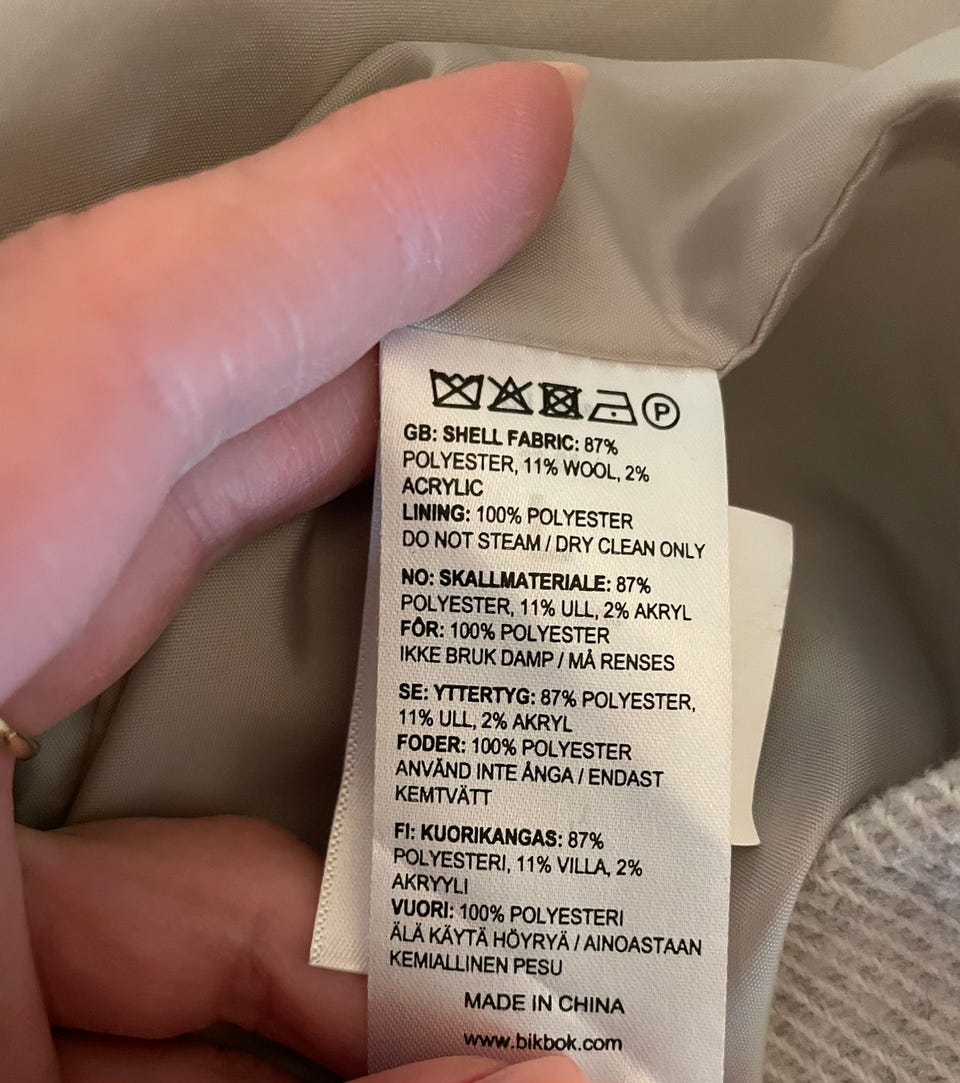 P
GB: SHELL FABRIC: 87%
POLYESTER, 11% WOOL, 2%
ACRYLIC
LINING: 100% POLYESTER
DO NOT STEAM / DRY CLEAN ONLY
NO: SKALLMATERIALE: 87%
POLYESTER, 11% ULL, 2% AKRYL
FÔR: 100% POLYESTER
IKKE BRUK DAMP / MÅ RENSES
SE: YTTERTYG: 87% POLYESTER,
11% ULL, 2% AKRYL
FODER: 100% POLYESTER
ANVÄND INTE ÅNGA / ENDAST
KEMTVÄTT
FI: KUORIKANGAS: 87%
POLYESTERI, 11% VILLA, 2%
AKRYYLI
VUORI: 100% POLYESTERI
ÄLÄ KÄYTÄ HÖYRYÄ / AINOASTAAN
KEMIALLINEN PESU
MADE IN CHINA
www.bikbok.com